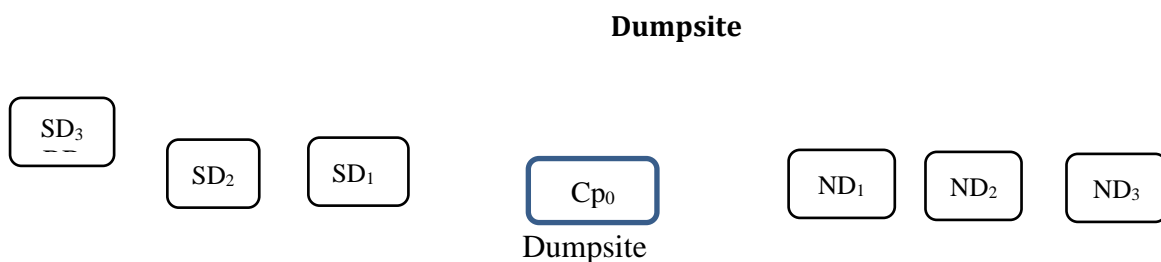 Dumpsite
SD₃
SD₂ SD₁ Cp₀ ND₁ ND₂ ND₃
Dumpsite